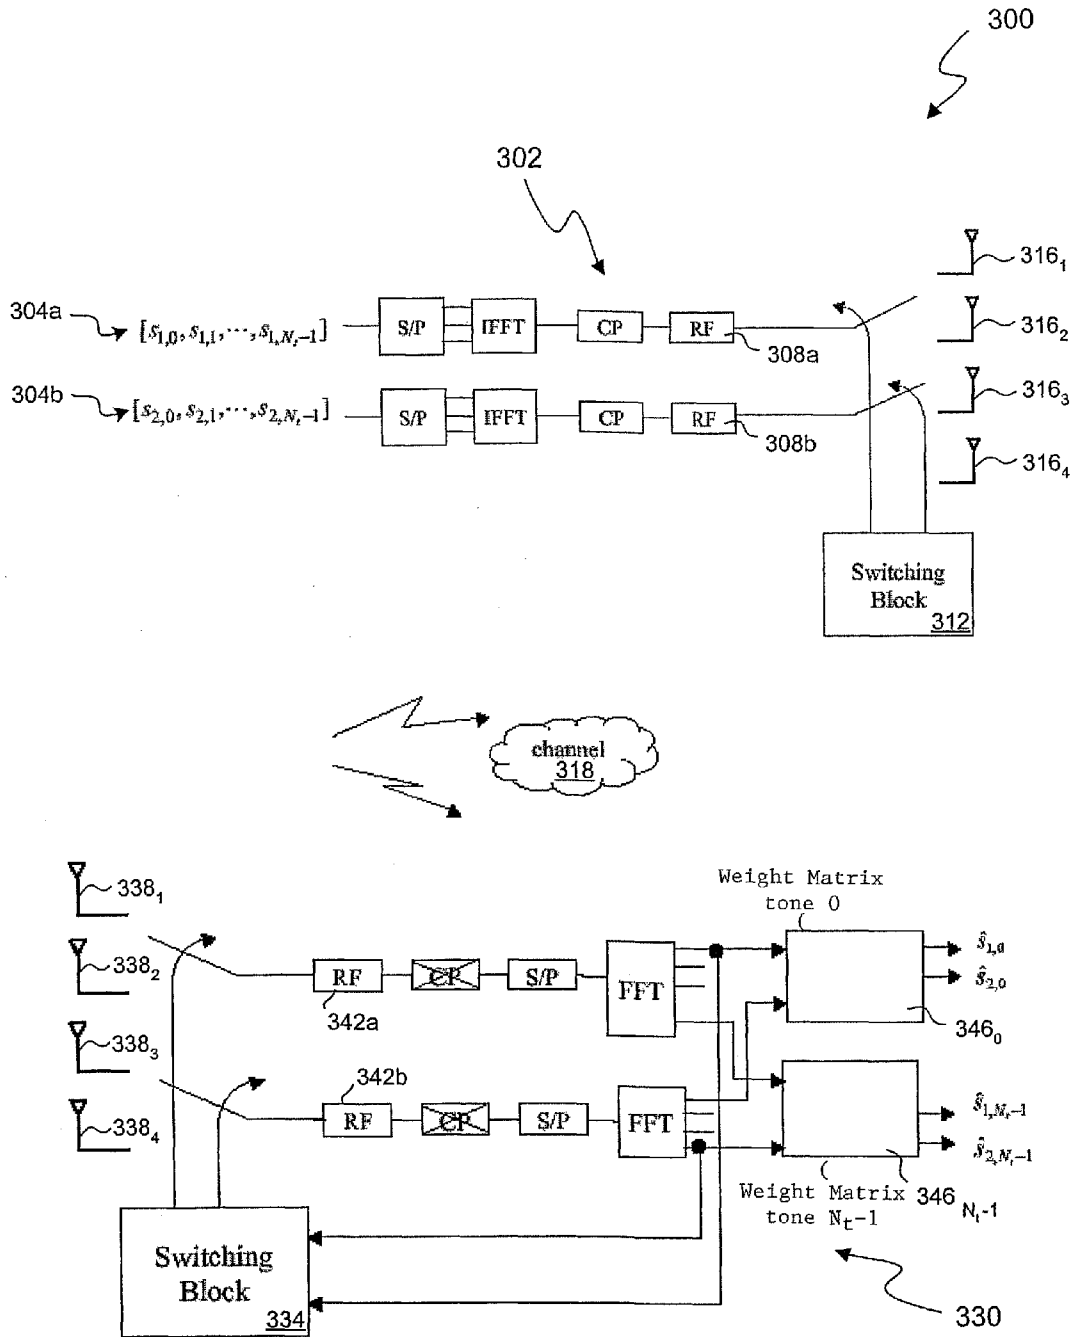 300
302
316₁
304a
[s₁,₀, s₁,₁, ⋯, s₁,Nₜ₋₁]
S/P
IFFT
CP
RF
308a
316₂
304b
[s₂,₀, s₂,₁, ⋯, s₂,Nₜ₋₁]
S/P
IFFT
CP
RF
308b
316₃
316₄
Switching
Block
312
channel
318
338₁
Weight Matrix
tone 0
338₂
RF
342a
CP
S/P
FFT
ŝ₁,₀
ŝ₂,₀
346₀
338₃
342b
RF
CP
S/P
FFT
338₄
ŝ₁,Nₜ₋₁
ŝ₂,Nₜ₋₁
346 Nₜ-1
Weight Matrix
tone Nₜ-1
Switching
Block
334
330